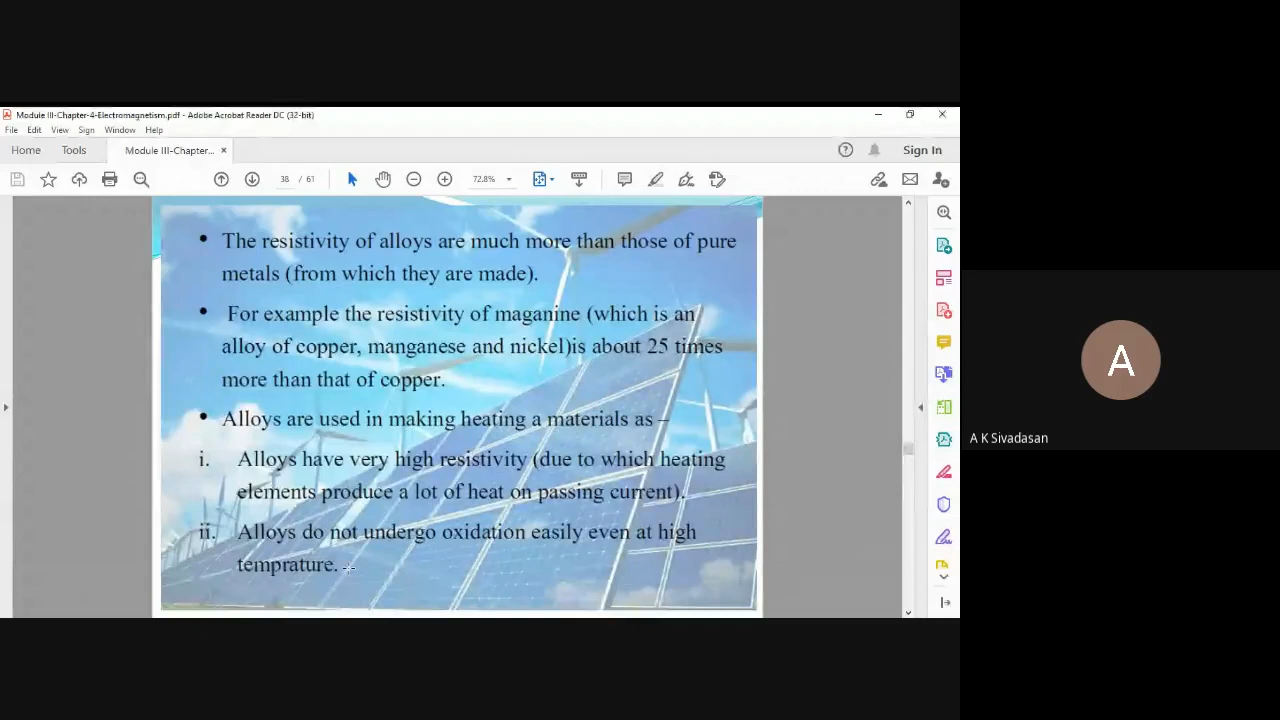 Module III-Chapter-4-Electromagnetism.pdf - Adobe Acrobat Reader DC (32-bit)
File Edit View Sign Window Help
Home Tools Module III-Chapter... × Sign In
38 / 61 72.8%
• The resistivity of alloys are much more than those of pure
metals (from which they are made).
• For example the resistivity of maganine (which is an
alloy of copper, manganese and nickel)is about 25 times
more than that of copper.
• Alloys are used in making heating a materials as –
i. Alloys have very high resistivity (due to which heating
elements produce a lot of heat on passing current).
ii. Alloys do not undergo oxidation easily even at high
temprature.
A
A K Sivadasan